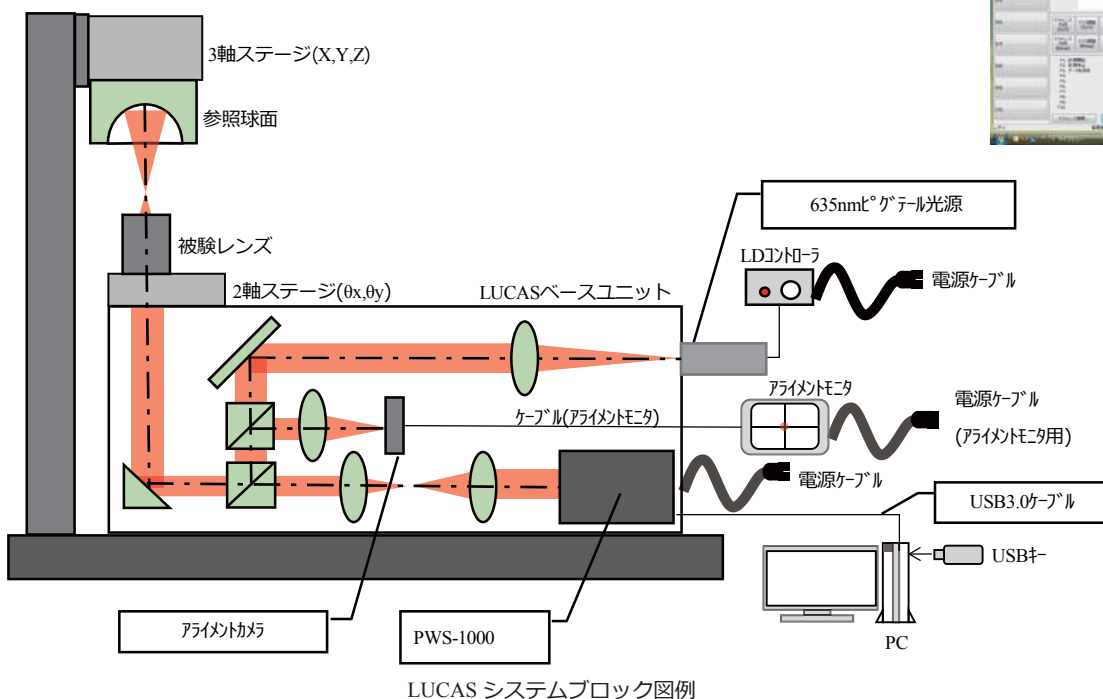 3軸ステージ(X,Y,Z)
参照球面
被験レンズ
2軸ステージ(θx,θy)
LUCASベースユニット
635nmﾋﾟｸﾞﾃｰﾙ光源
LDｺﾝﾄﾛｰﾗ
電源ｹｰﾌﾞﾙ
ｱﾗｲﾒﾝﾄﾓﾆﾀ
ｹｰﾌﾞﾙ(ｱﾗｲﾒﾝﾄﾓﾆﾀ)
電源ｹｰﾌﾞﾙ
(ｱﾗｲﾒﾝﾄﾓﾆﾀ用)
電源ｹｰﾌﾞﾙ
USB3.0ｹｰﾌﾞﾙ
USBｷｰ
PC
ｱﾗｲﾒﾝﾄｶﾒﾗ
PWS-1000
LUCAS システムブロック図例